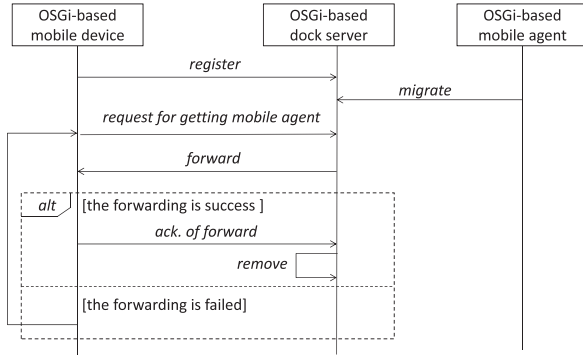 OSGi-based
mobile device
OSGi-based
dock server
OSGi-based
mobile agent
register
migrate
request for getting mobile agent
forward
alt
[the forwarding is success ]
ack. of forward
remove
[the forwarding is failed]